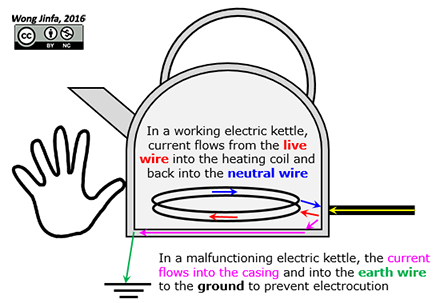 Wong Jinfa, 2016
cc
BY NC
In a working electric kettle,
current flows from the live
wire into the heating coil and
back into the neutral wire
In a malfunctioning electric kettle, the current
flows into the casing and into the earth wire
to the ground to prevent electrocution